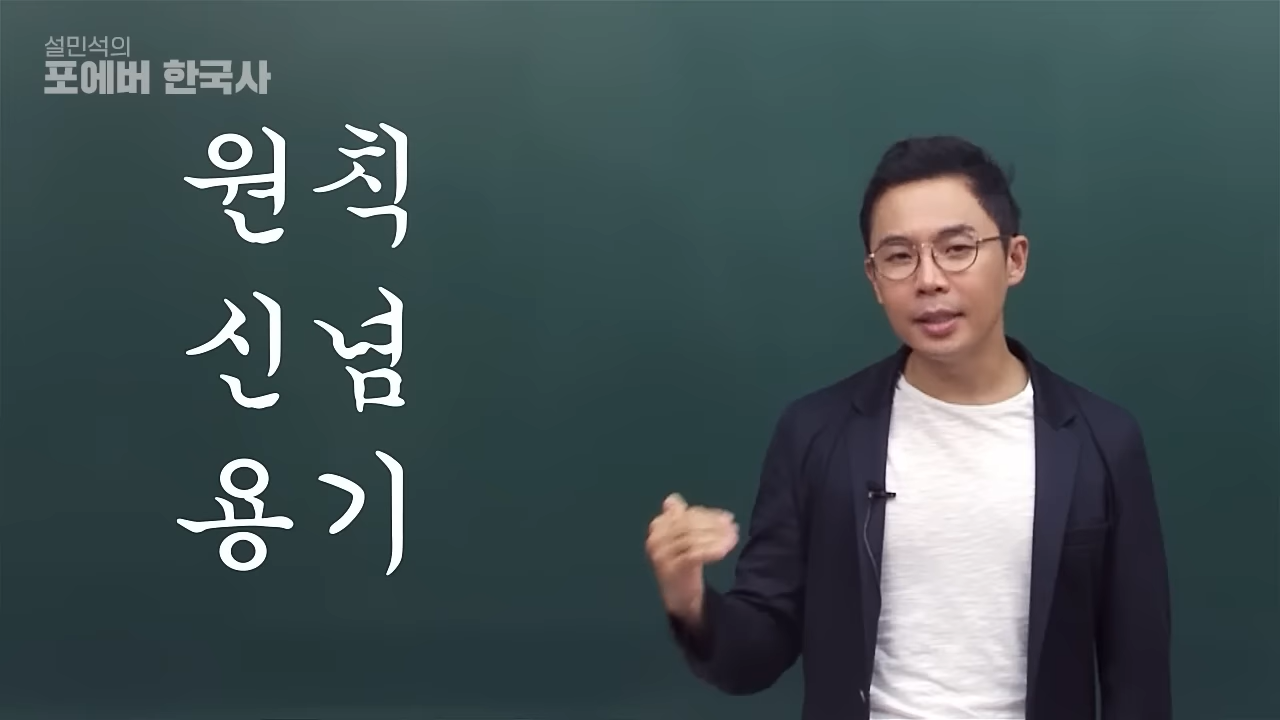 설민석의
포에버 한국사
원칙
신념
용기